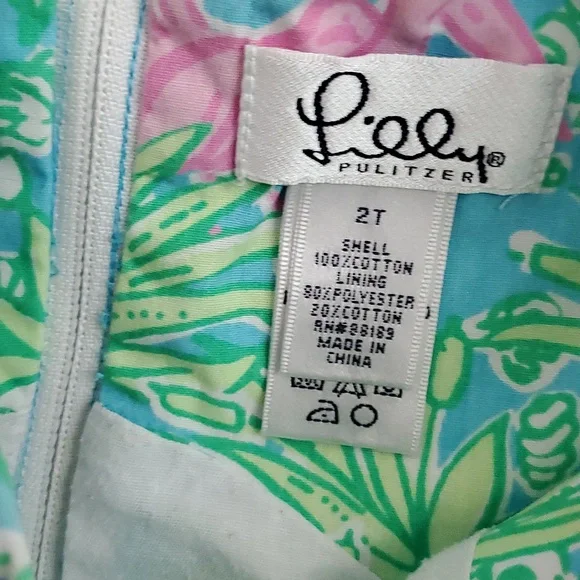 Lilly®
PULITZER
2T
SHELL
100%COTTON
LINING
80%POLYESTER
20%COTTON
RN#98189
MADE IN
CHINA